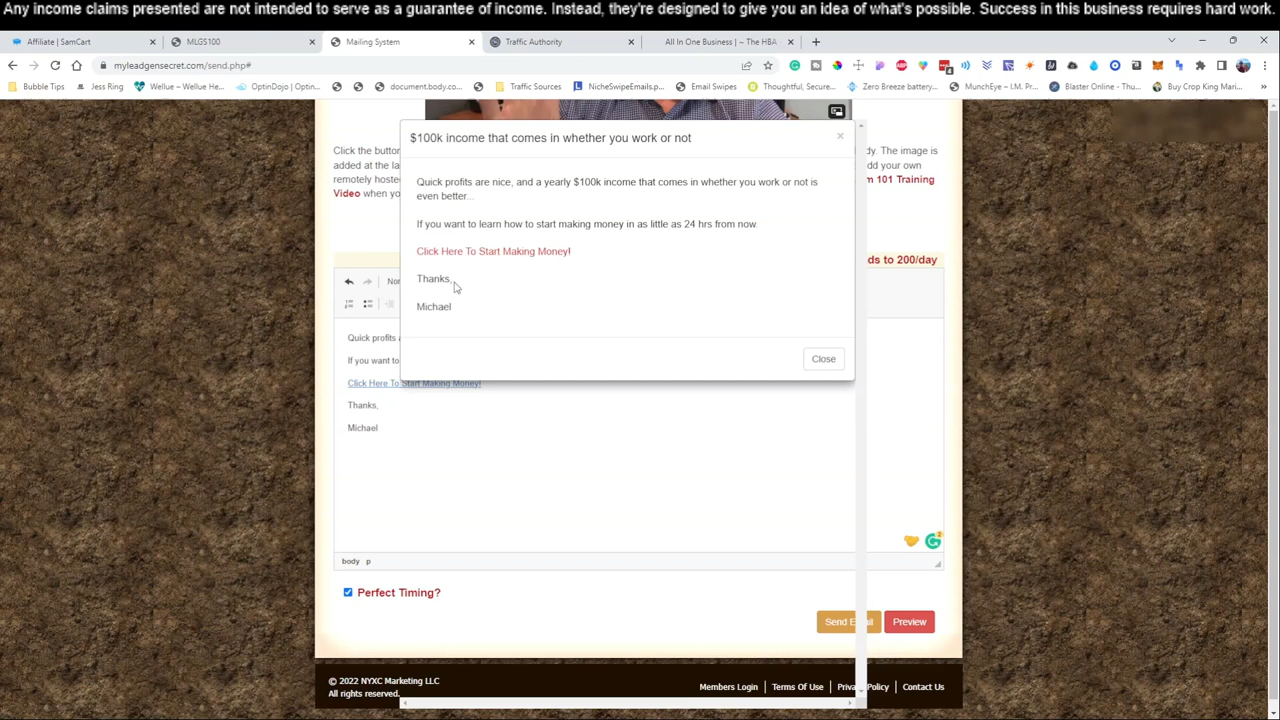 Any income claims presented are not intended to serve as a guarantee of income. Instead, they're designed to give you an idea of what's possible. Success in this business requires hard work.
Affiliate | SamCart
MLGS100
Mailing System
Traffic Authority
All In One Business | ~ The HBA
myleadgensecret.com/send.php#
Bubble Tips
Jess Ring
Wellue – Wellue He...
OptinDojo | Optin...
document.body.co...
Traffic Sources
NicheSwipeEmails.p...
Email Swipes
Thoughtful, Secure...
Zero Breeze battery...
MunchEye – I.M. Pr...
Blaster Online - Thu...
Buy Crop King Mari...
$100k income that comes in whether you work or not
Click the button
dy. The image is
added at the la
dd your own
remotely hoste
m 101 Training
Video when yo
Quick profits are nice, and a yearly $100k income that comes in whether you work or not is
even better...
If you want to learn how to start making money in as little as 24 hrs from now.
Click Here To Start Making Money!
Thanks,
Michael
Close
ds to 200/day
Nor
Quick profits a
If you want to
Click Here To Start Making Money!
Thanks,
Michael
body p
Perfect Timing?
Send E il
Preview
© 2022 NYXC Marketing LLC
All rights reserved.
Members Login | Terms Of Use | Priva Policy | Contact Us